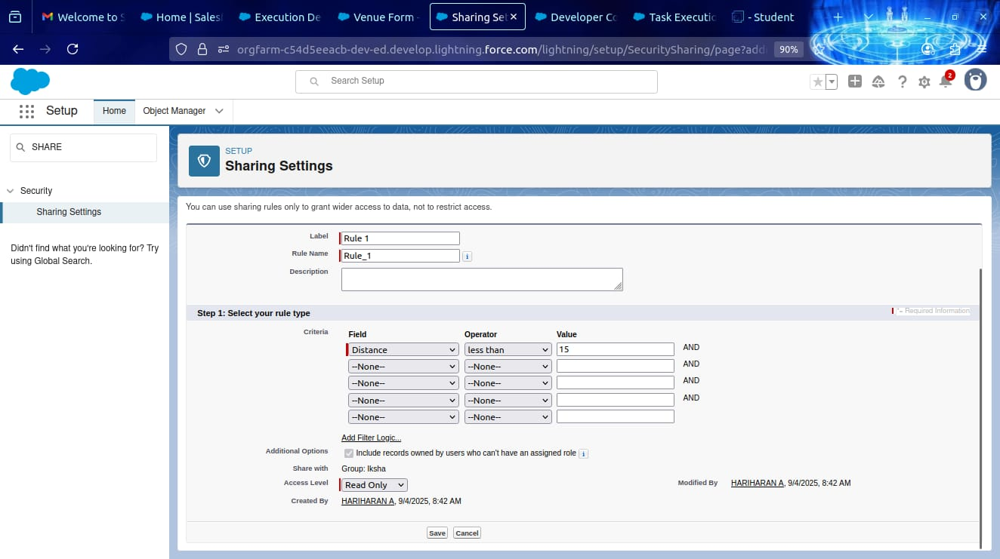 Welcome to S
Home | Sales
Execution De
Venue Form -
Sharing Set
Developer Co
Task Executio
- Student
orgfarm-c54d5eeacb-dev-ed.develop.lightning.force.com/lightning/setup/SecuritySharing/page?add
90%
Search Setup
2
Setup
Home
Object Manager
SHARE
Security
Sharing Settings
Didn't find what you're looking for? Try
using Global Search.
SETUP
Sharing Settings
You can use sharing rules only to grant wider access to data, not to restrict access.
Label Rule 1
Rule Name Rule_1 i
Description
Step 1: Select your rule type
= Required Information
Criteria Field Operator Value
Distance less than 15 AND
--None-- --None-- AND
--None-- --None-- AND
--None-- --None-- AND
--None-- --None--
Add Filter Logic...
Additional Options Include records owned by users who can't have an assigned role i
Share with Group: Iksha
Access Level Read Only Modified By HARIHARAN A, 9/4/2025, 8:42 AM
Created By HARIHARAN A, 9/4/2025, 8:42 AM
Save Cancel